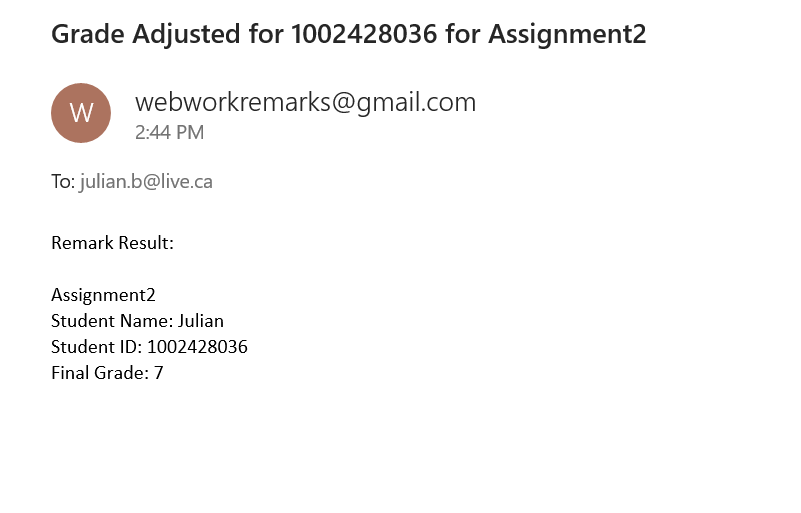 Grade Adjusted for 1002428036 for Assignment2
W
webworkremarks@gmail.com
2:44 PM
To: julian.b@live.ca
Remark Result:
Assignment2
Student Name: Julian
Student ID: 1002428036
Final Grade: 7